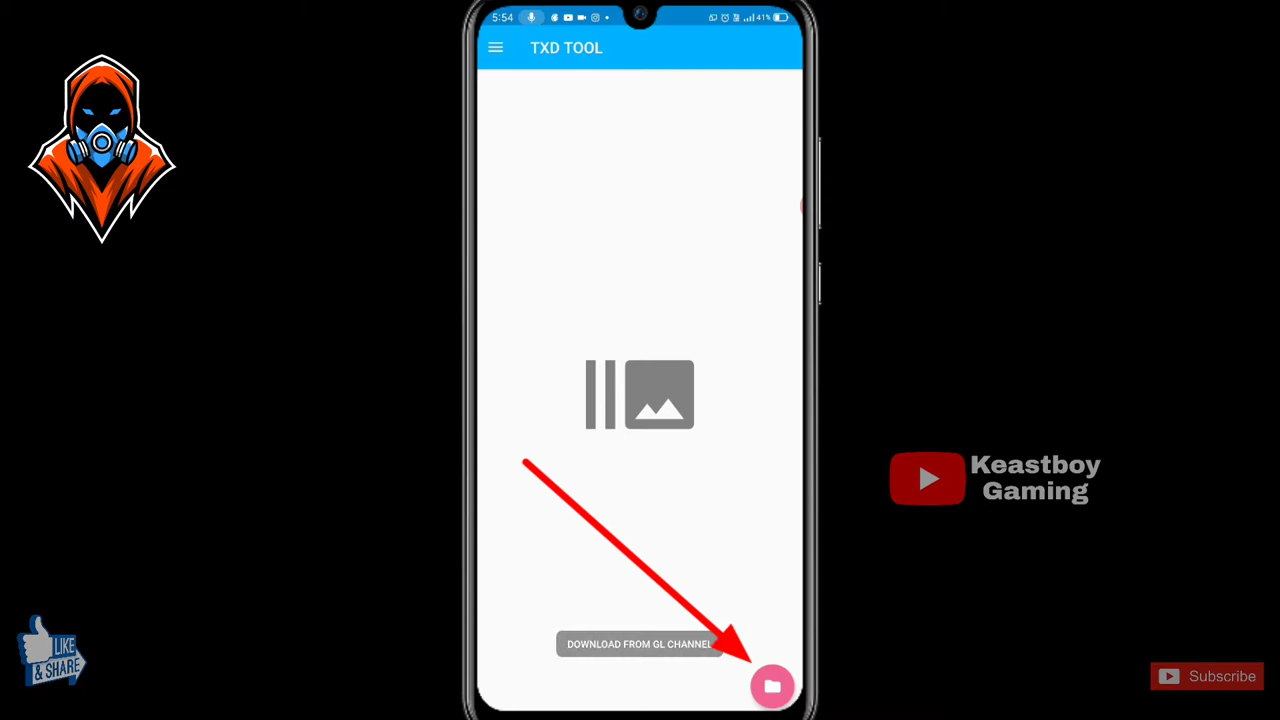 5:54
41%
TXD TOOL
Keastboy
Gaming
DOWNLOAD FROM GL CHANNEL
LIKE
& SHARE
Subscribe